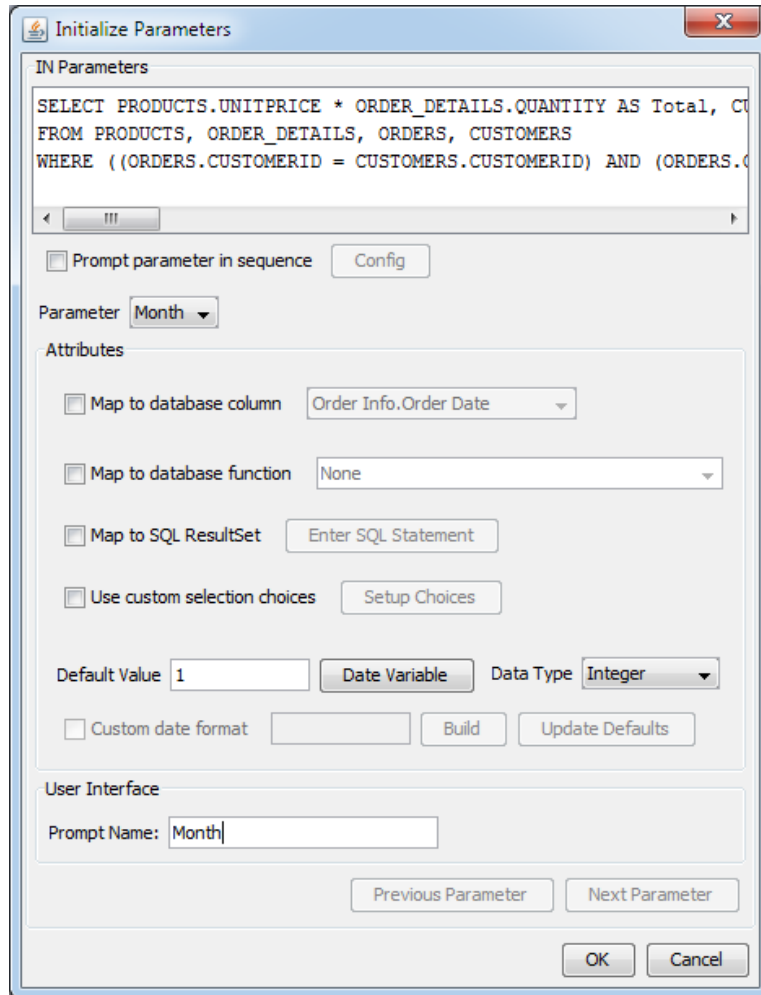 Initialize Parameters
IN Parameters
SELECT PRODUCTS.UNITPRICE * ORDER_DETAILS.QUANTITY AS Total,
FROM PRODUCTS, ORDER_DETAILS, ORDERS, CUSTOMERS
WHERE ((ORDERS.CUSTOMERID = CUSTOMERS.CUSTOMERID) AND
Prompt parameter in sequence Config
Parameter Month
Attributes
Map to database column Order Info.Order Date
Map to database function None
Map to SQL ResultSet Enter SQL Statement
Use custom selection choices Setup Choices
Default Value 1 Date Variable Data Type Integer
Custom date format Build Update Defaults
User Interface
Prompt Name: Month
Previous Parameter Next Parameter
OK Cancel